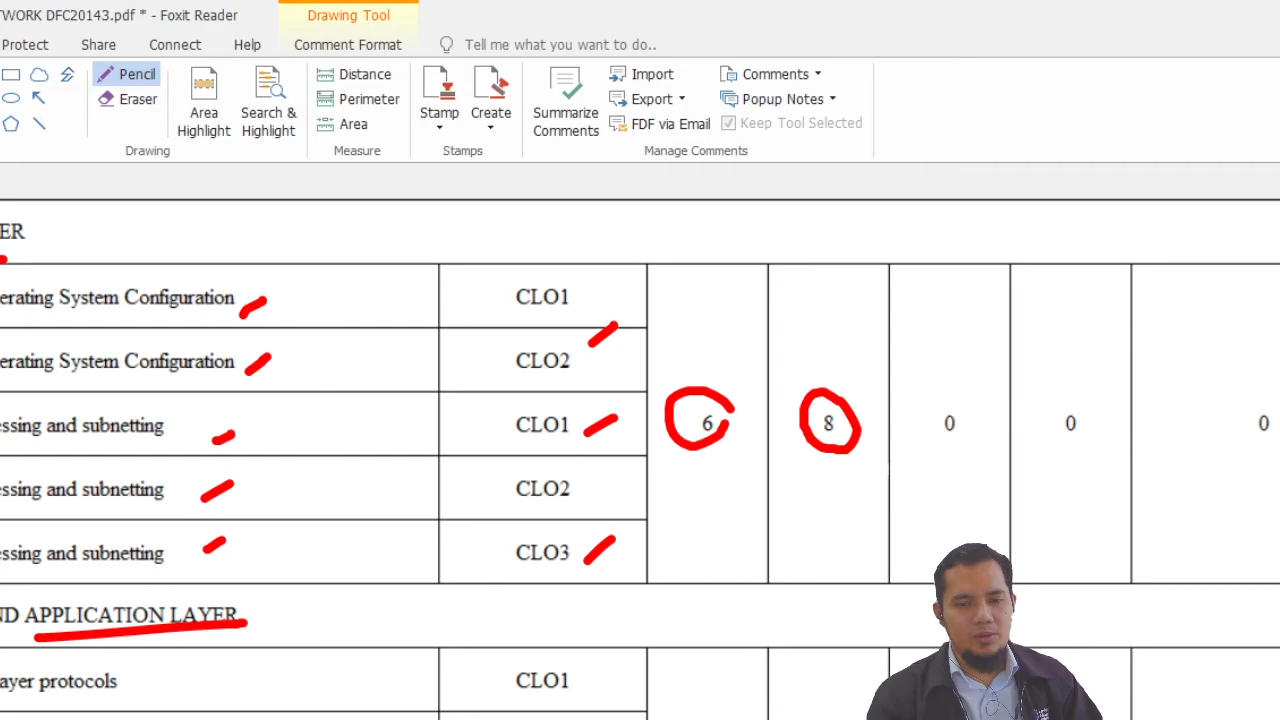 TWORK DFC20143.pdf * - Foxit Reader
Drawing Tool
Protect Share Connect Help Comment Format Tell me what you want to do..
Pencil
Eraser
Drawing
Area Highlight
Search & Highlight
Distance
Perimeter
Area
Measure
Stamp
Create
Stamps
Summarize Comments
Import
Export
FDF via Email
Comments
Popup Notes
Keep Tool Selected
Manage Comments
ER
erating System Configuration CLO1
erating System Configuration CLO2
essing and subnetting CLO1 6 8 0 0 0
essing and subnetting CLO2
essing and subnetting CLO3
ND APPLICATION LAYER
ayer protocols CLO1